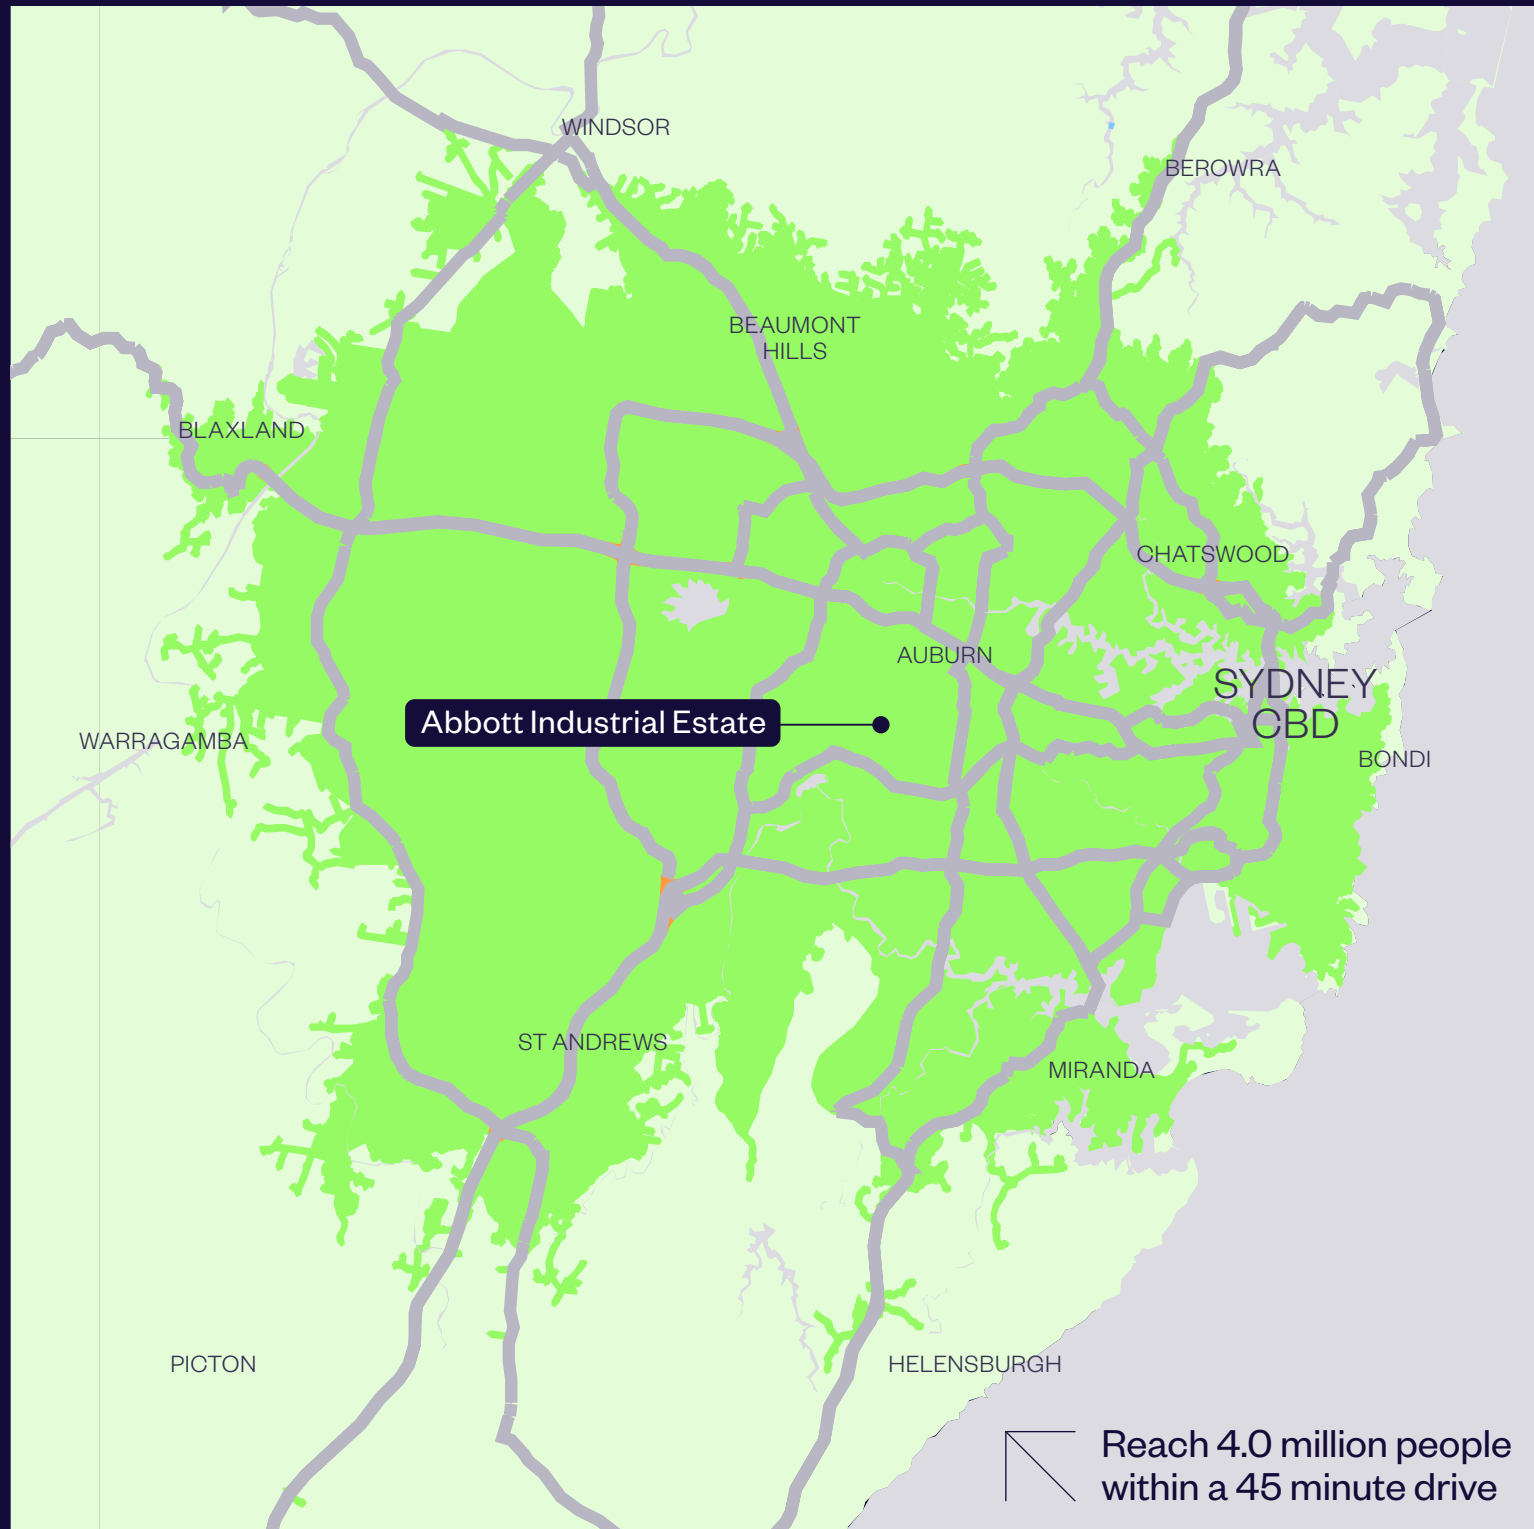 WINDSOR
BEROWRA
BEAUMONT
HILLS
BLAXLAND
CHATSWOOD
AUBURN
SYDNEY
CBD
Abbott Industrial Estate
WARRAGAMBA
BONDI
ST ANDREWS
MIRANDA
PICTON
HELENSBURGH
Reach 4.0 million people
within a 45 minute drive